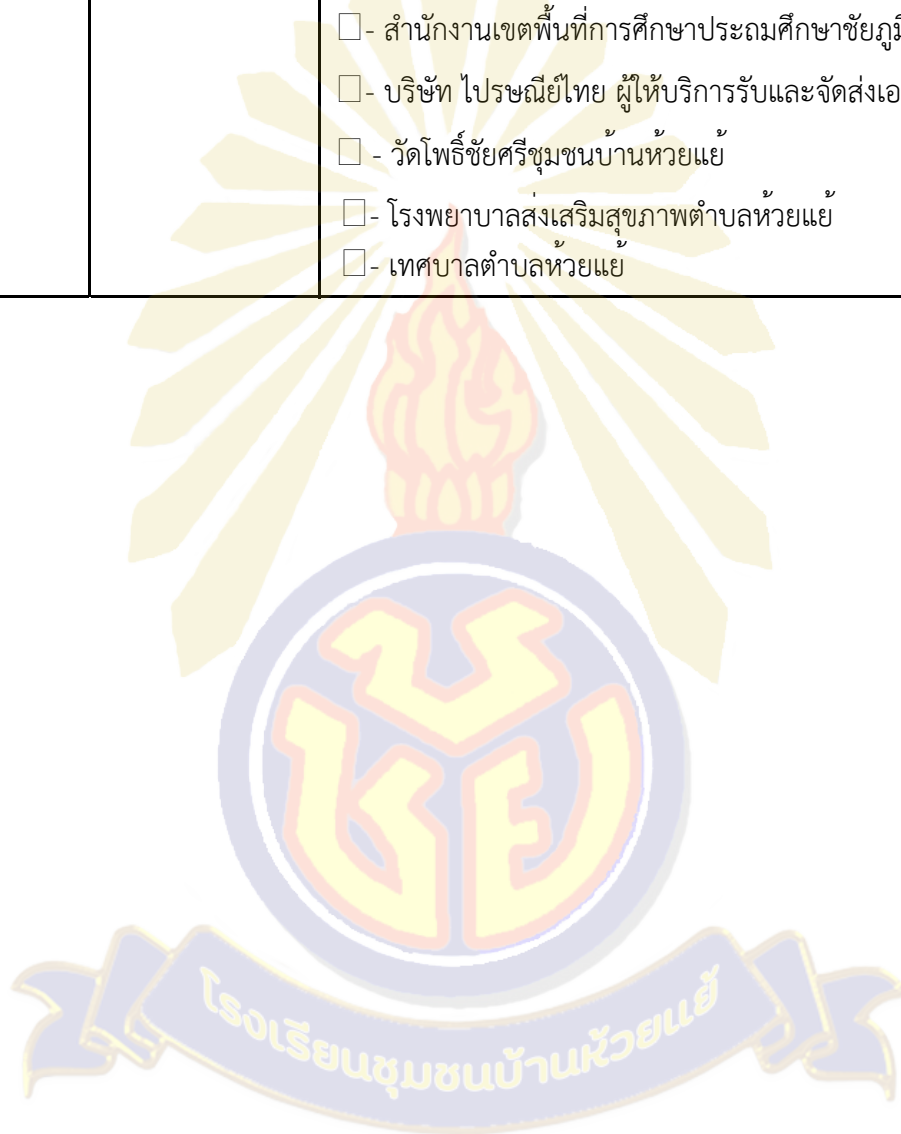 ☐- สำนักงานเขตพื้นที่การศึกษาประถมศึกษาชัยภูมิ
☐- บริษัท ไปรษณีย์ไทย ผู้ให้บริการรับและจัดส่งเอ
☐ - วัดโพธิ์ชัยศรีชุมชนบ้านห้วยแย้
☐- โรงพยาบาลส่งเสริมสุขภาพตำบลห้วยแย้
☐- เทศบาลตำบลห้วยแย้
โรงเรียนชุมชนบ้านห้วยแย้